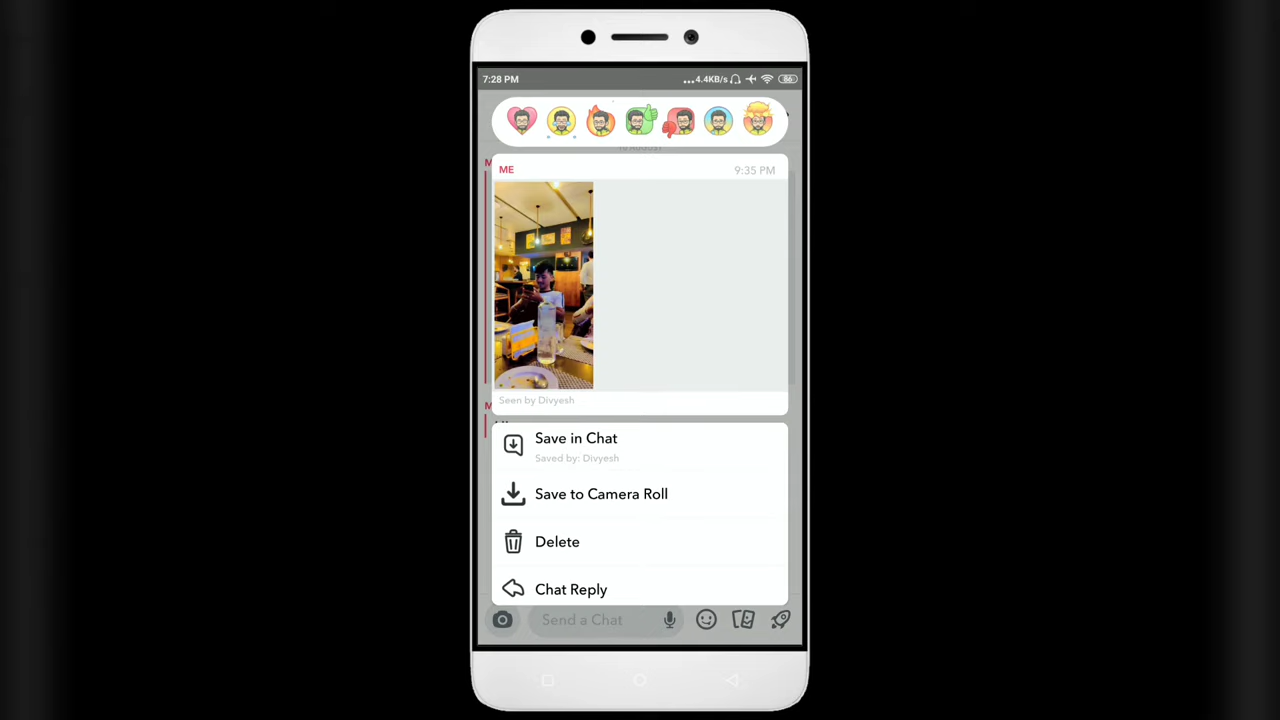 7:28 PM
...4.4KB/s
86
ME
9:35 PM
Seen by Divyesh
Save in Chat
Saved by: Divyesh
Save to Camera Roll
Delete
Chat Reply
Send a Chat